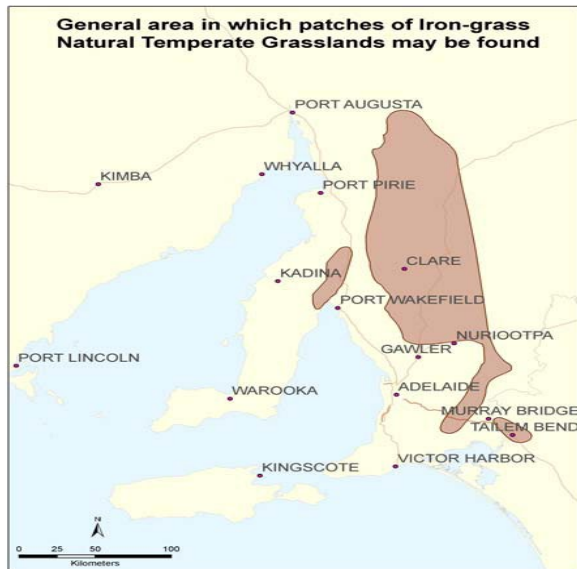 General area in which patches of Iron-grass
Natural Temperate Grasslands may be found
PORT AUGUSTA
WHYALLA
KIMBA
PORT PIRIE
CLARE
KADINA
PORT WAKEFIELD
NURIOOTPA
GAWLER
PORT LINCOLN
ADELAIDE
WAROOKA
MURRAY BRIDGE
TAILEM BEND
VICTOR HARBOR
KINGSCOTE
N
0 25 50 100
Kilometers